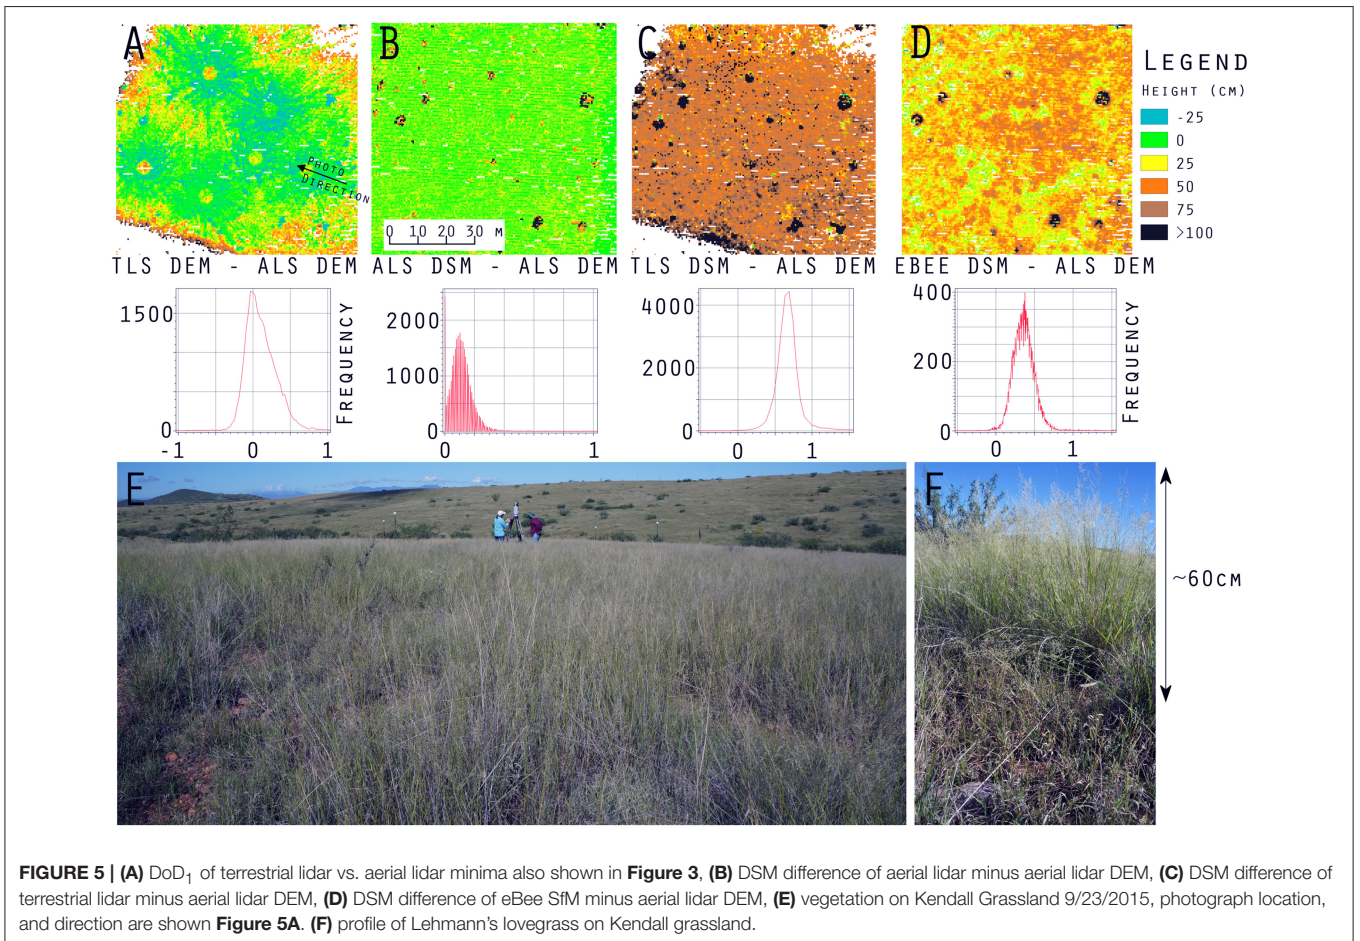 A
B
C
D
LEGEND
HEIGHT (CM)
-25
0
25
50
75
>100
PHOTO
DIRECTION
0 10 20 30 M
TLS DEM - ALS DEM
ALS DSM - ALS DEM
TLS DSM - ALS DEM
EBEE DSM - ALS DEM
1500
0
-1 0 1
FREQUENCY
2000
1000
0
0 1
4000
2000
0
0 1
400
200
0
0 1
FREQUENCY
E
F
~60CM
FIGURE 5 | (A) DoD1 of terrestrial lidar vs. aerial lidar minima also shown in Figure 3, (B) DSM difference of aerial lidar minus aerial lidar DEM, (C) DSM difference of
terrestrial lidar minus aerial lidar DEM, (D) DSM difference of eBee SfM minus aerial lidar DEM, (E) vegetation on Kendall Grassland 9/23/2015, photograph location,
and direction are shown Figure 5A. (F) profile of Lehmann's lovegrass on Kendall grassland.